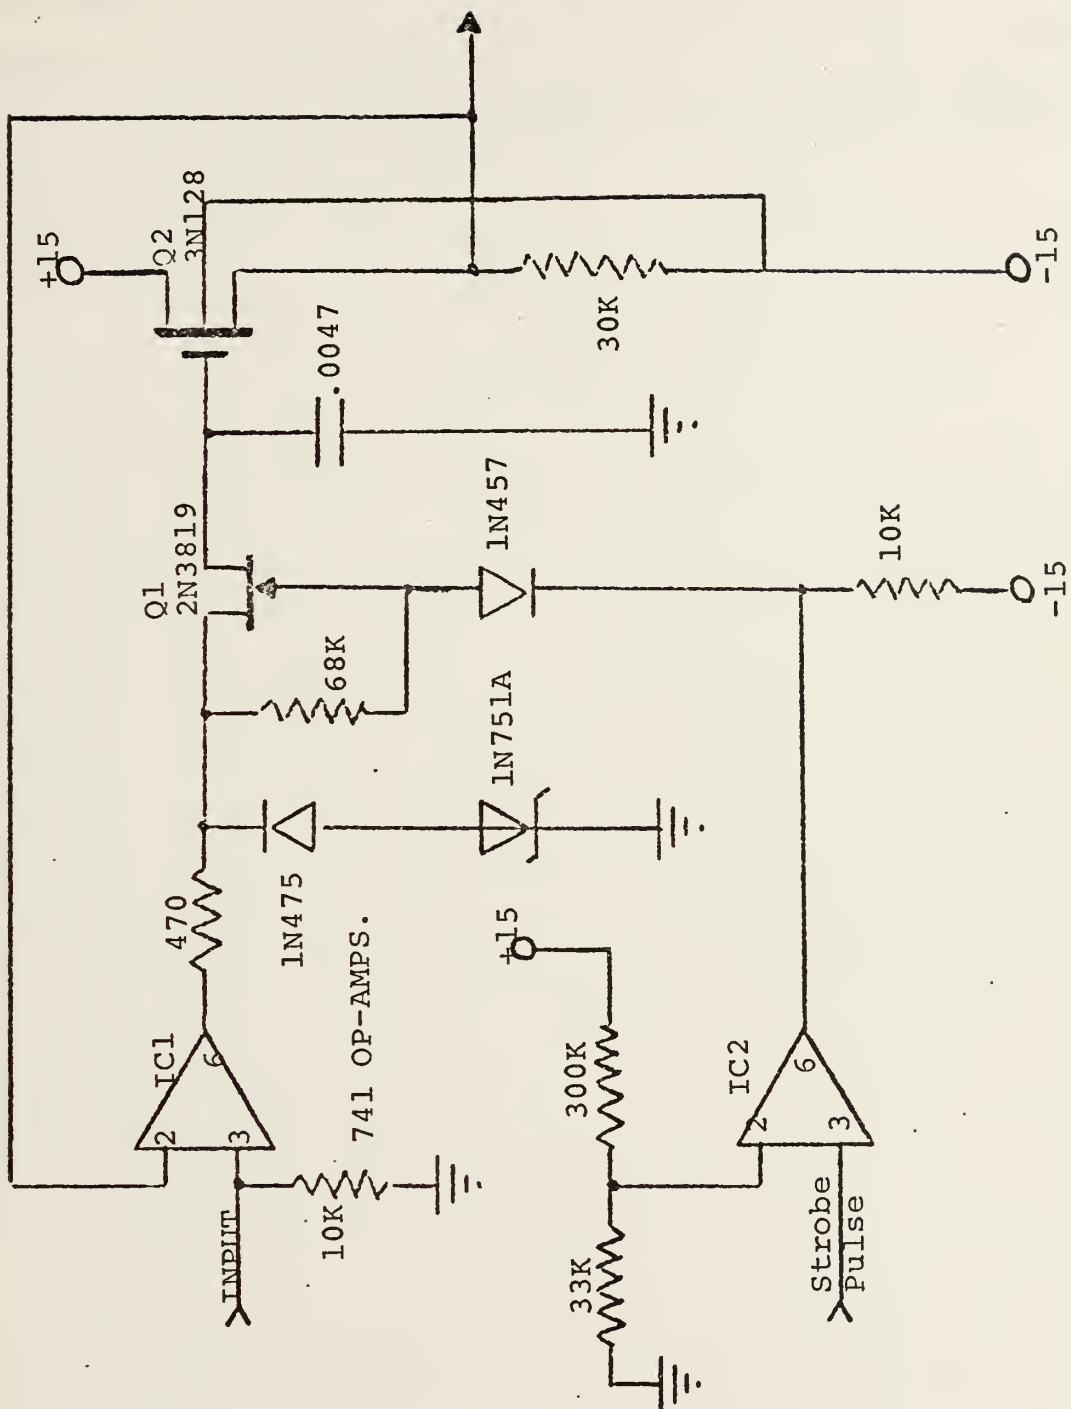 +15
Q2
3N128
30K
-15
.0047
Q1
2N3819
68K
1N457
10K
-15
470
1N475
1N751A
IC1
2
3
6
741 OP-AMPS.
INPUT
10K
+15
300K
33K
IC2
2
3
6
Strobe
Pulse